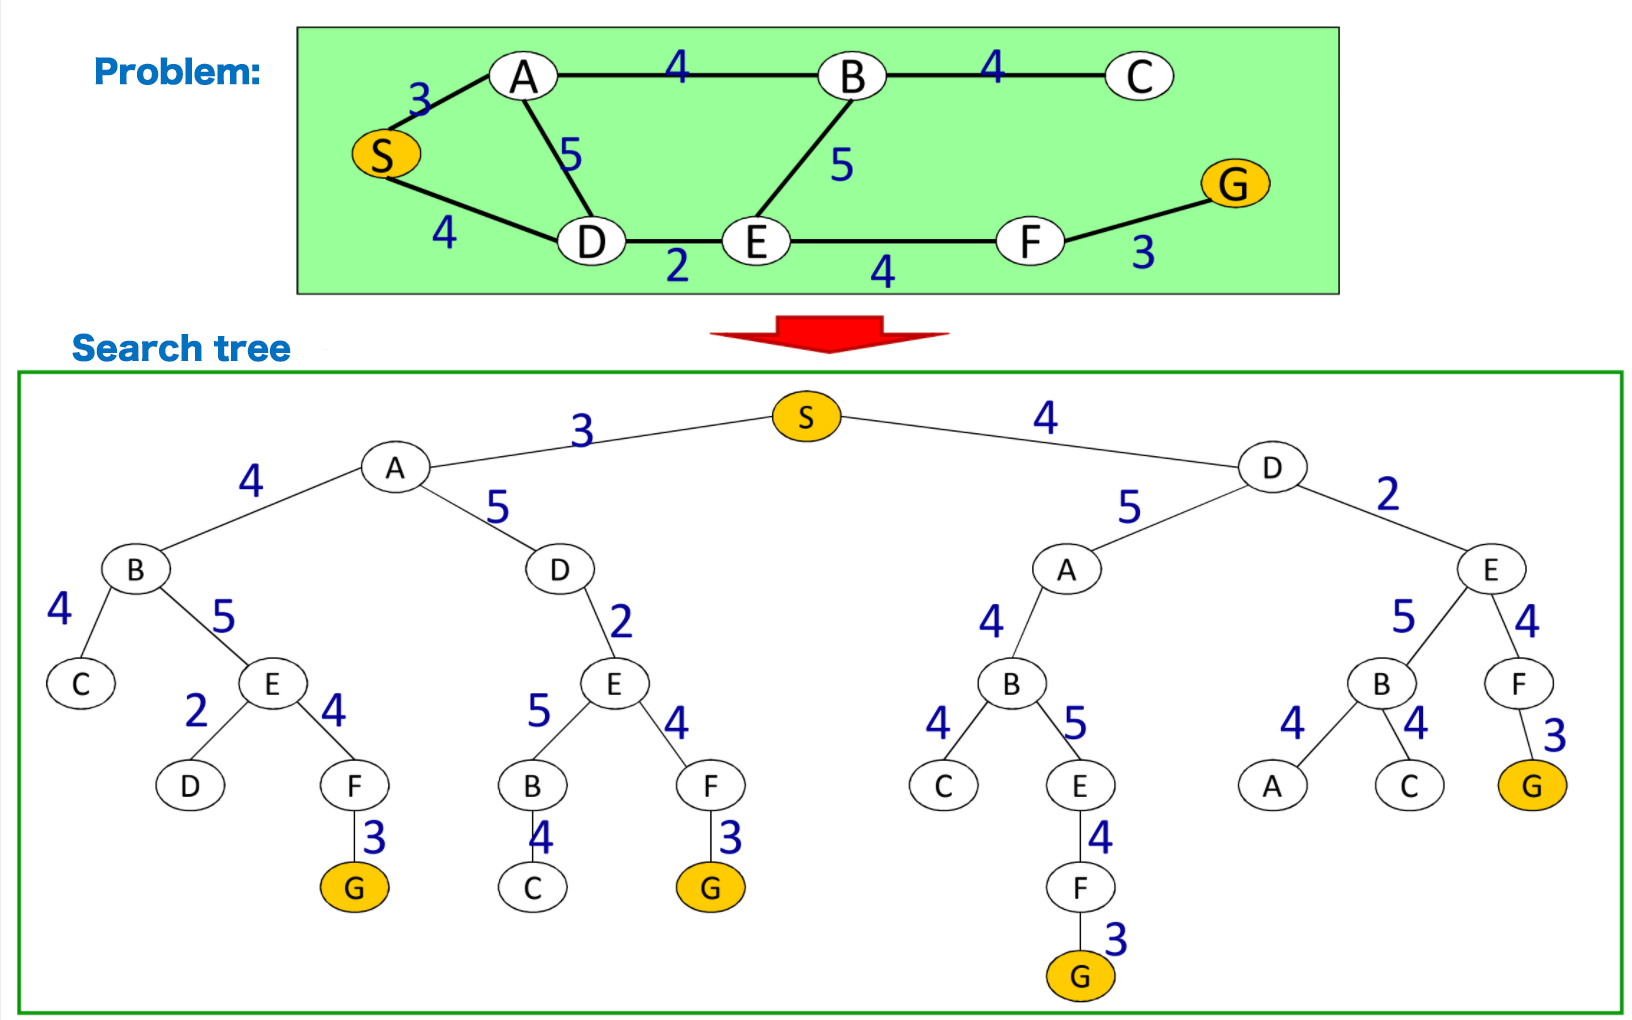 Problem:
A 4 B 4 C
3
S 5 5 G
4 D 2 E 4 F 3
Search tree
S
3 4
A D
4 5 5 2
B D A E
4 5 2 4 5 4
C E E B B F
2 4 5 4 4 5 4 4 3
D F B F C E A C G
3 4 3 4
G C G F
3
G